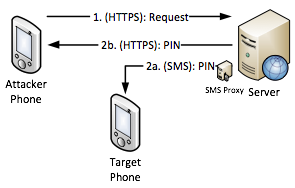 1. (HTTPS): Request
2b. (HTTPS): PIN
2a. (SMS): PIN
Attacker
Phone
SMS Proxy
Server
Target
Phone